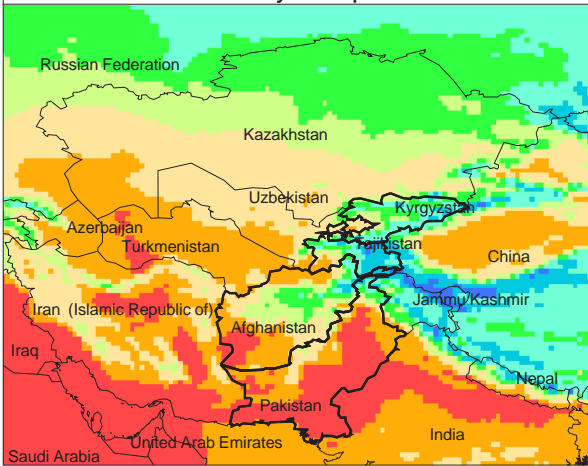 Russian Federation
Kazakhstan
Uzbekistan
Kyrgyzstan
Azerbaijan
Turkmenistan
Tajikistan
China
Iran (Islamic Republic of)
Jammu/Kashmir
Afghanistan
Iraq
Nepal
Pakistan
United Arab Emirates
India
Saudi Arabia